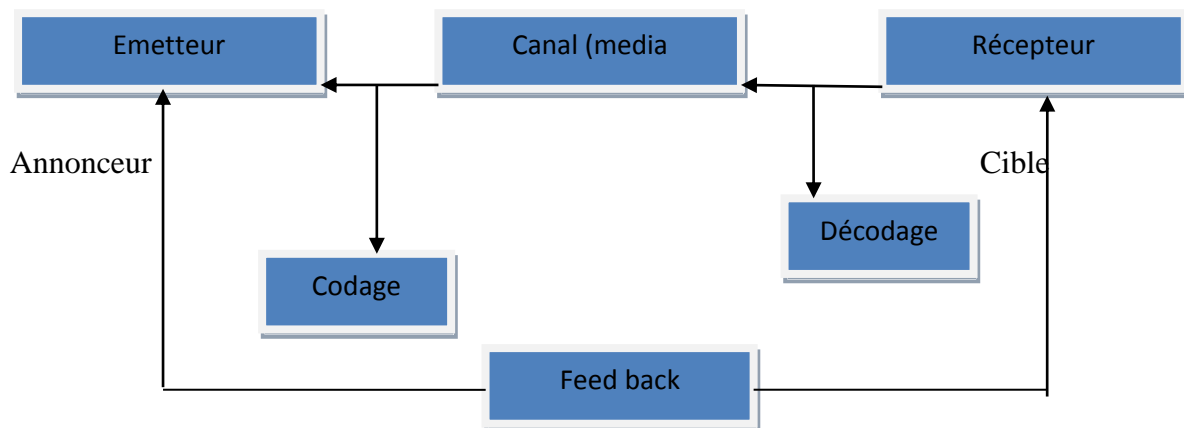 Emetteur
Canal (media
Récepteur
Annonceur
Cible
Décodage
Codage
Feed back